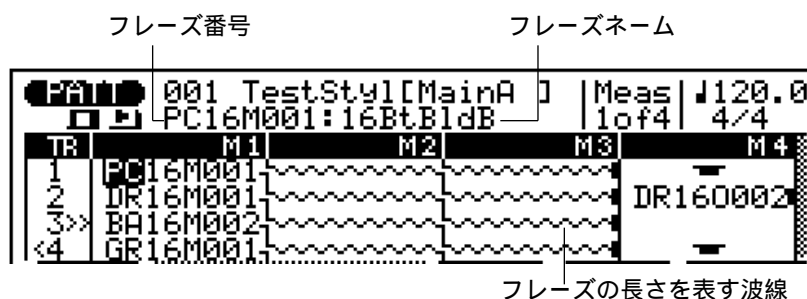 フレーズ番号 フレーズネーム
PATT 001 TestStyl[MainA ] Meas ♩120.0
PC16M001:16BtBldB 1of4 4/4
TR M1 M2 M3 M4
1 PC16M001
2 DR16M001 DR16O002
3>> BA16M002
<4 GR16M001
フレーズの長さを表す波線